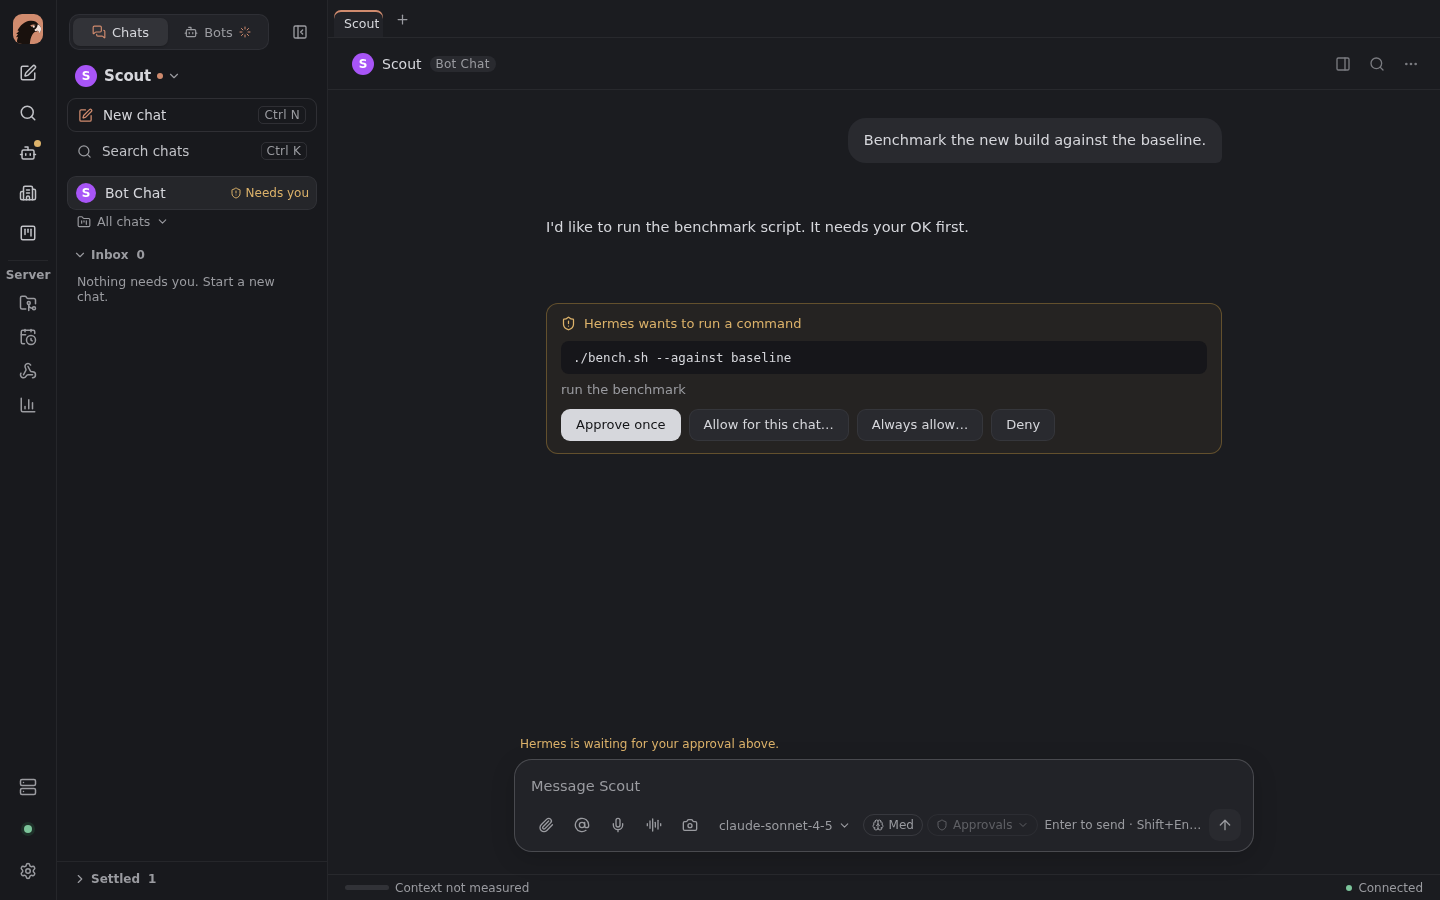 Chats
Bots
Scout
New chat
Ctrl N
Search chats
Ctrl K
S
Bot Chat
Needs you
All chats
Inbox 0
Nothing needs you. Start a new
chat.
Server
Settled 1
Scout
S
Scout
Bot Chat
Benchmark the new build against the baseline.
I'd like to run the benchmark script. It needs your OK first.
Hermes wants to run a command
./bench.sh --against baseline
run the benchmark
Approve once
Allow for this chat...
Always allow...
Deny
Hermes is waiting for your approval above.
Message Scout
claude-sonnet-4-5
Med
Approvals
Enter to send · Shift+En...
Context not measured
Connected